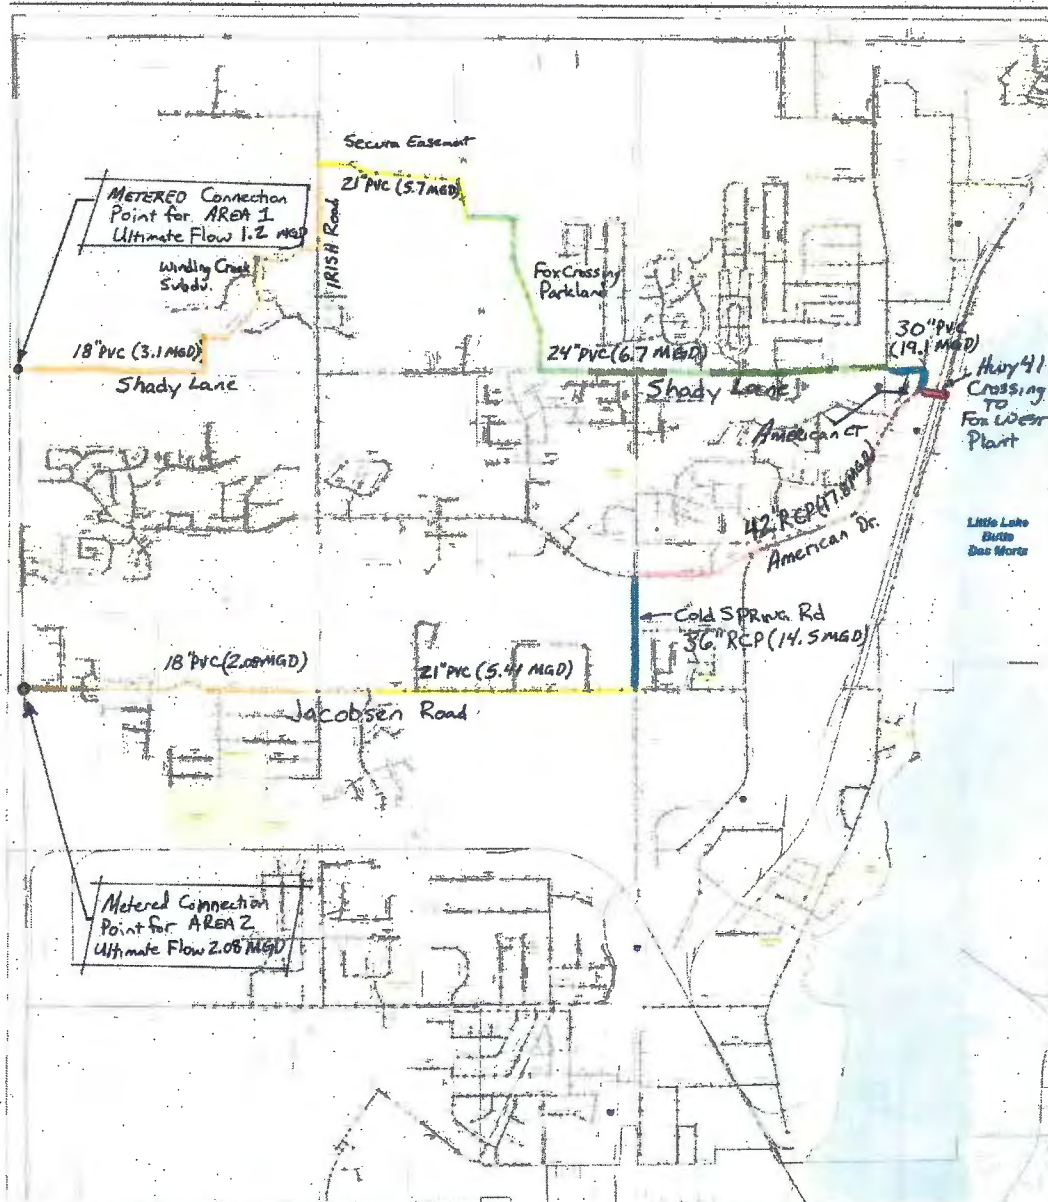 Secura Easement
21" PVC (5.7 MGD)
METERED Connection
Point for AREA 1
Ultimate Flow 1.2 MGD
IRISH Road
Winding Creek
Subdv.
Fox Crossing
Parkland
18" PVC (3.1 MGD)
Shady Lane
24" PVC (6.7 MGD)
Shady Lane
30" PVC
(19.1 MGD)
Hwy 41
Crossing
TO
Fox West
Plant
AMERICAN CT
42" RCP (17.8 MGD)
American Dr.
Little Lake
Butte
Des Morts
Cold SPRING Rd
36" RCP (14.5 MGD)
18" PVC (2.08 MGD)
21" PVC (5.41 MGD)
Jacobsen Road
Metered Connection
Point for AREA 2
Ultimate Flow 2.08 MGD